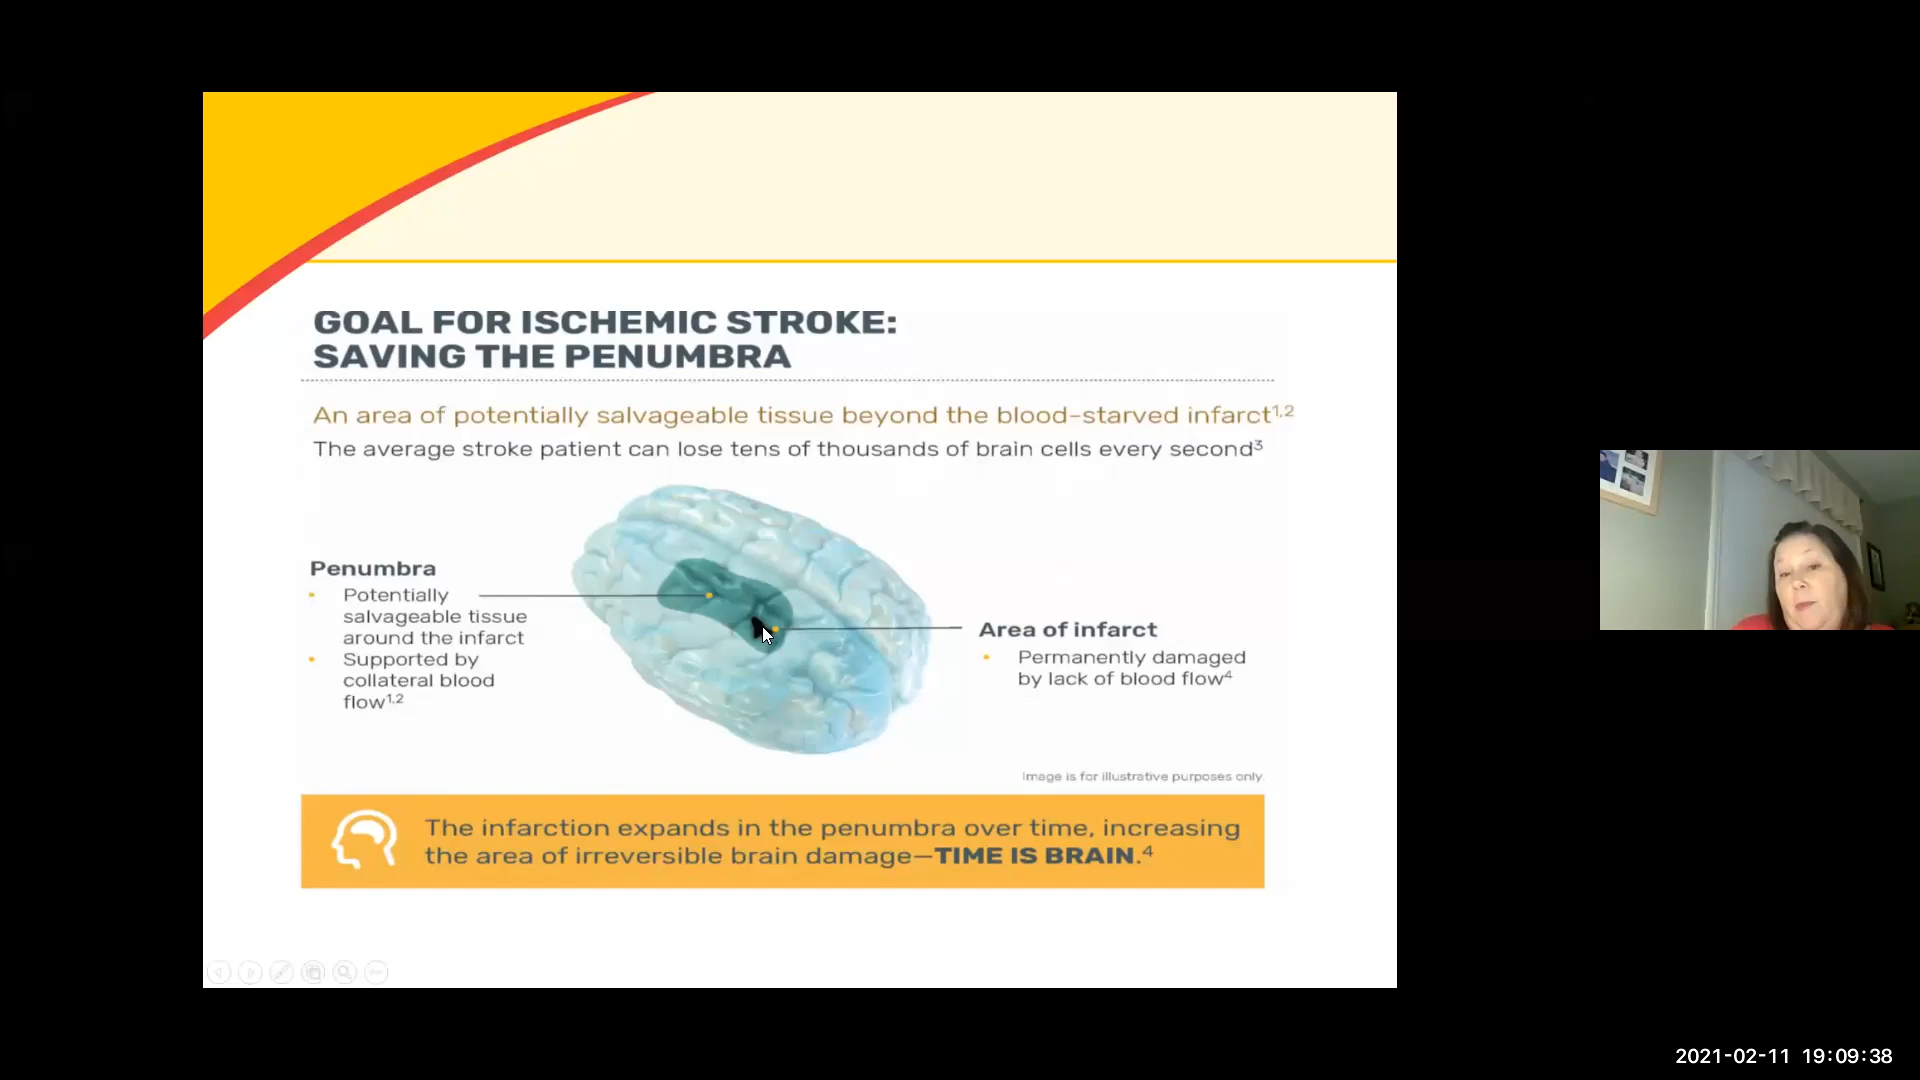 GOAL FOR ISCHEMIC STROKE:
SAVING THE PENUMBRA
An area of potentially salvageable tissue beyond the blood-starved infarct¹,²
The average stroke patient can lose tens of thousands of brain cells every second³
Penumbra
• Potentially
salvageable tissue
around the infarct
• Supported by
collateral blood
flow¹,²
Area of infarct
• Permanently damaged
by lack of blood flow⁴
Image is for illustrative purposes only.
The infarction expands in the penumbra over time, increasing
the area of irreversible brain damage—TIME IS BRAIN.⁴
2021-02-11 19:09:38